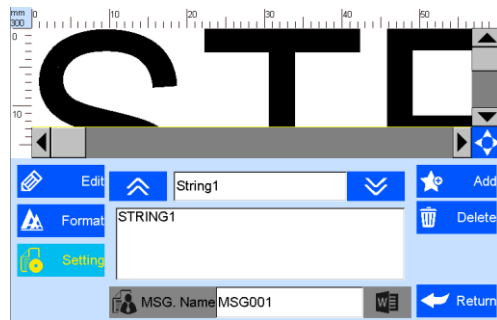 mm 0 10 20 30 40 50
300
0
STE
10
Edit String1 Add
Format STRING1 Delete
Setting
MSG. Name MSG001 Return